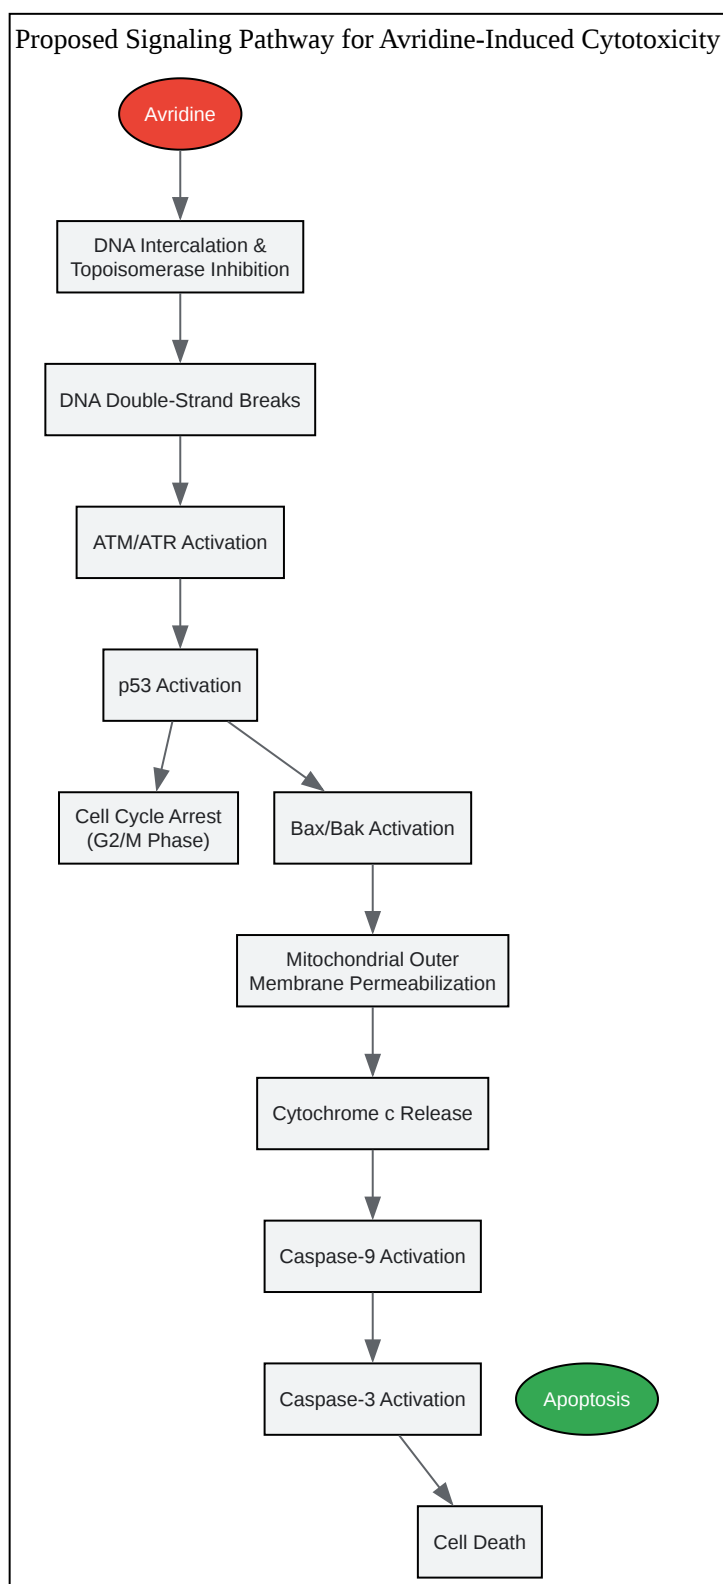 Proposed Signaling Pathway for Avridine-Induced Cytotoxicity
Avridine
DNA Intercalation &
Topoisomerase Inhibition
DNA Double-Strand Breaks
ATM/ATR Activation
p53 Activation
Cell Cycle Arrest
(G2/M Phase)
Bax/Bak Activation
Mitochondrial Outer
Membrane Permeabilization
Cytochrome c Release
Caspase-9 Activation
Caspase-3 Activation
Apoptosis
Cell Death